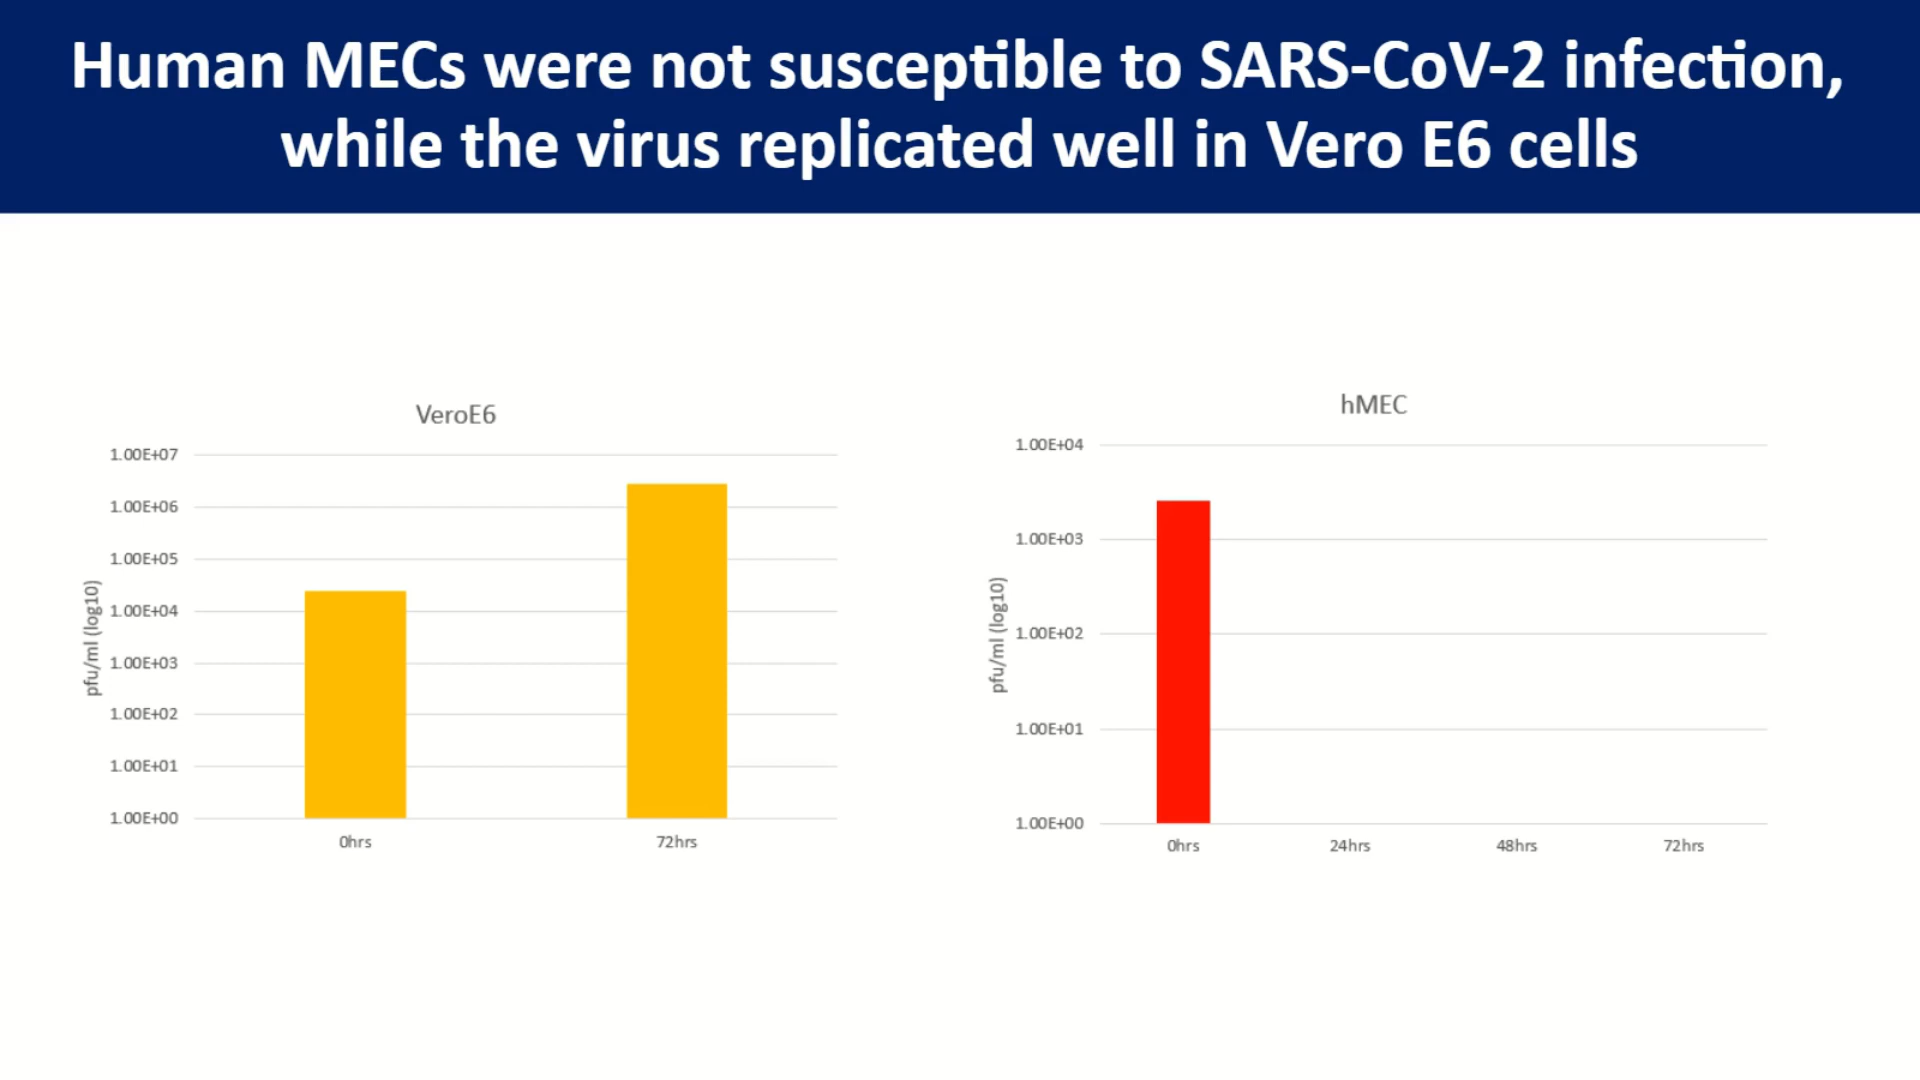 Human MECs were not susceptible to SARS-CoV-2 infection,
while the virus replicated well in Vero E6 cells
VeroE6
1.00E+07
1.00E+06
1.00E+05
1.00E+04
1.00E+03
1.00E+02
1.00E+01
1.00E+00
pfu/ml (log10)
0hrs 72hrs
hMEC
1.00E+04
1.00E+03
1.00E+02
1.00E+01
1.00E+00
pfu/ml (log10)
0hrs 24hrs 48hrs 72hrs